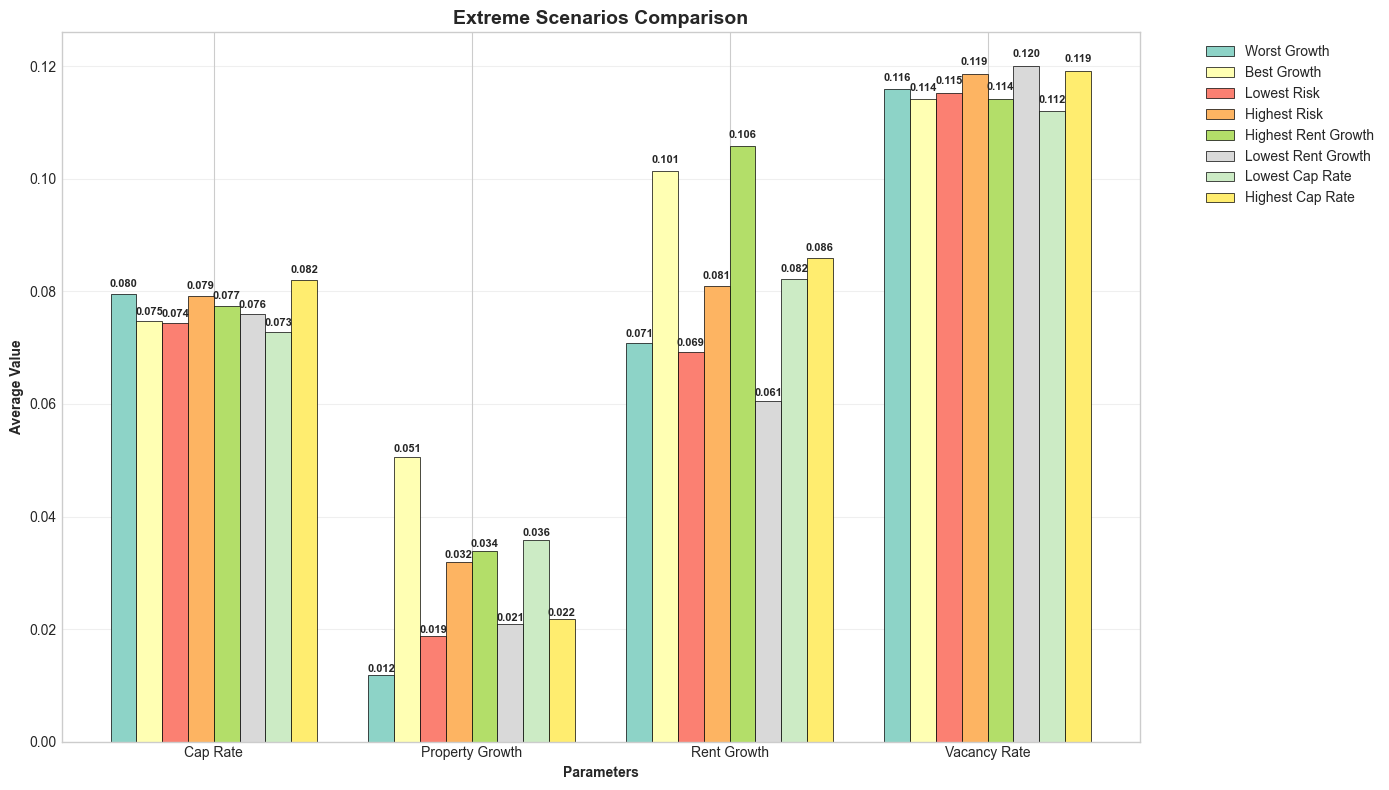 Extreme Scenarios Comparison
Average Value
0.12
0.10
0.08
0.06
0.04
0.02
0.00
0.080
0.075
0.074
0.079
0.077
0.076
0.073
0.082
0.012
0.051
0.019
0.032
0.034
0.021
0.036
0.022
0.071
0.101
0.069
0.081
0.106
0.061
0.082
0.086
0.116
0.114
0.115
0.119
0.114
0.120
0.112
0.119
Cap Rate
Property Growth
Rent Growth
Vacancy Rate
Parameters
Worst Growth
Best Growth
Lowest Risk
Highest Risk
Highest Rent Growth
Lowest Rent Growth
Lowest Cap Rate
Highest Cap Rate